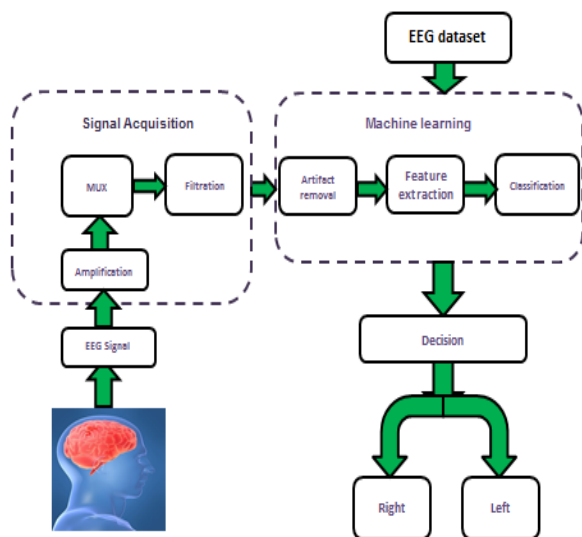 EEG dataset
Signal Acquisition
Machine learning
MUX
Filtration
Artifact
removal
Feature
extraction
Classification
Amplification
EEG Signal
Decision
Right
Left